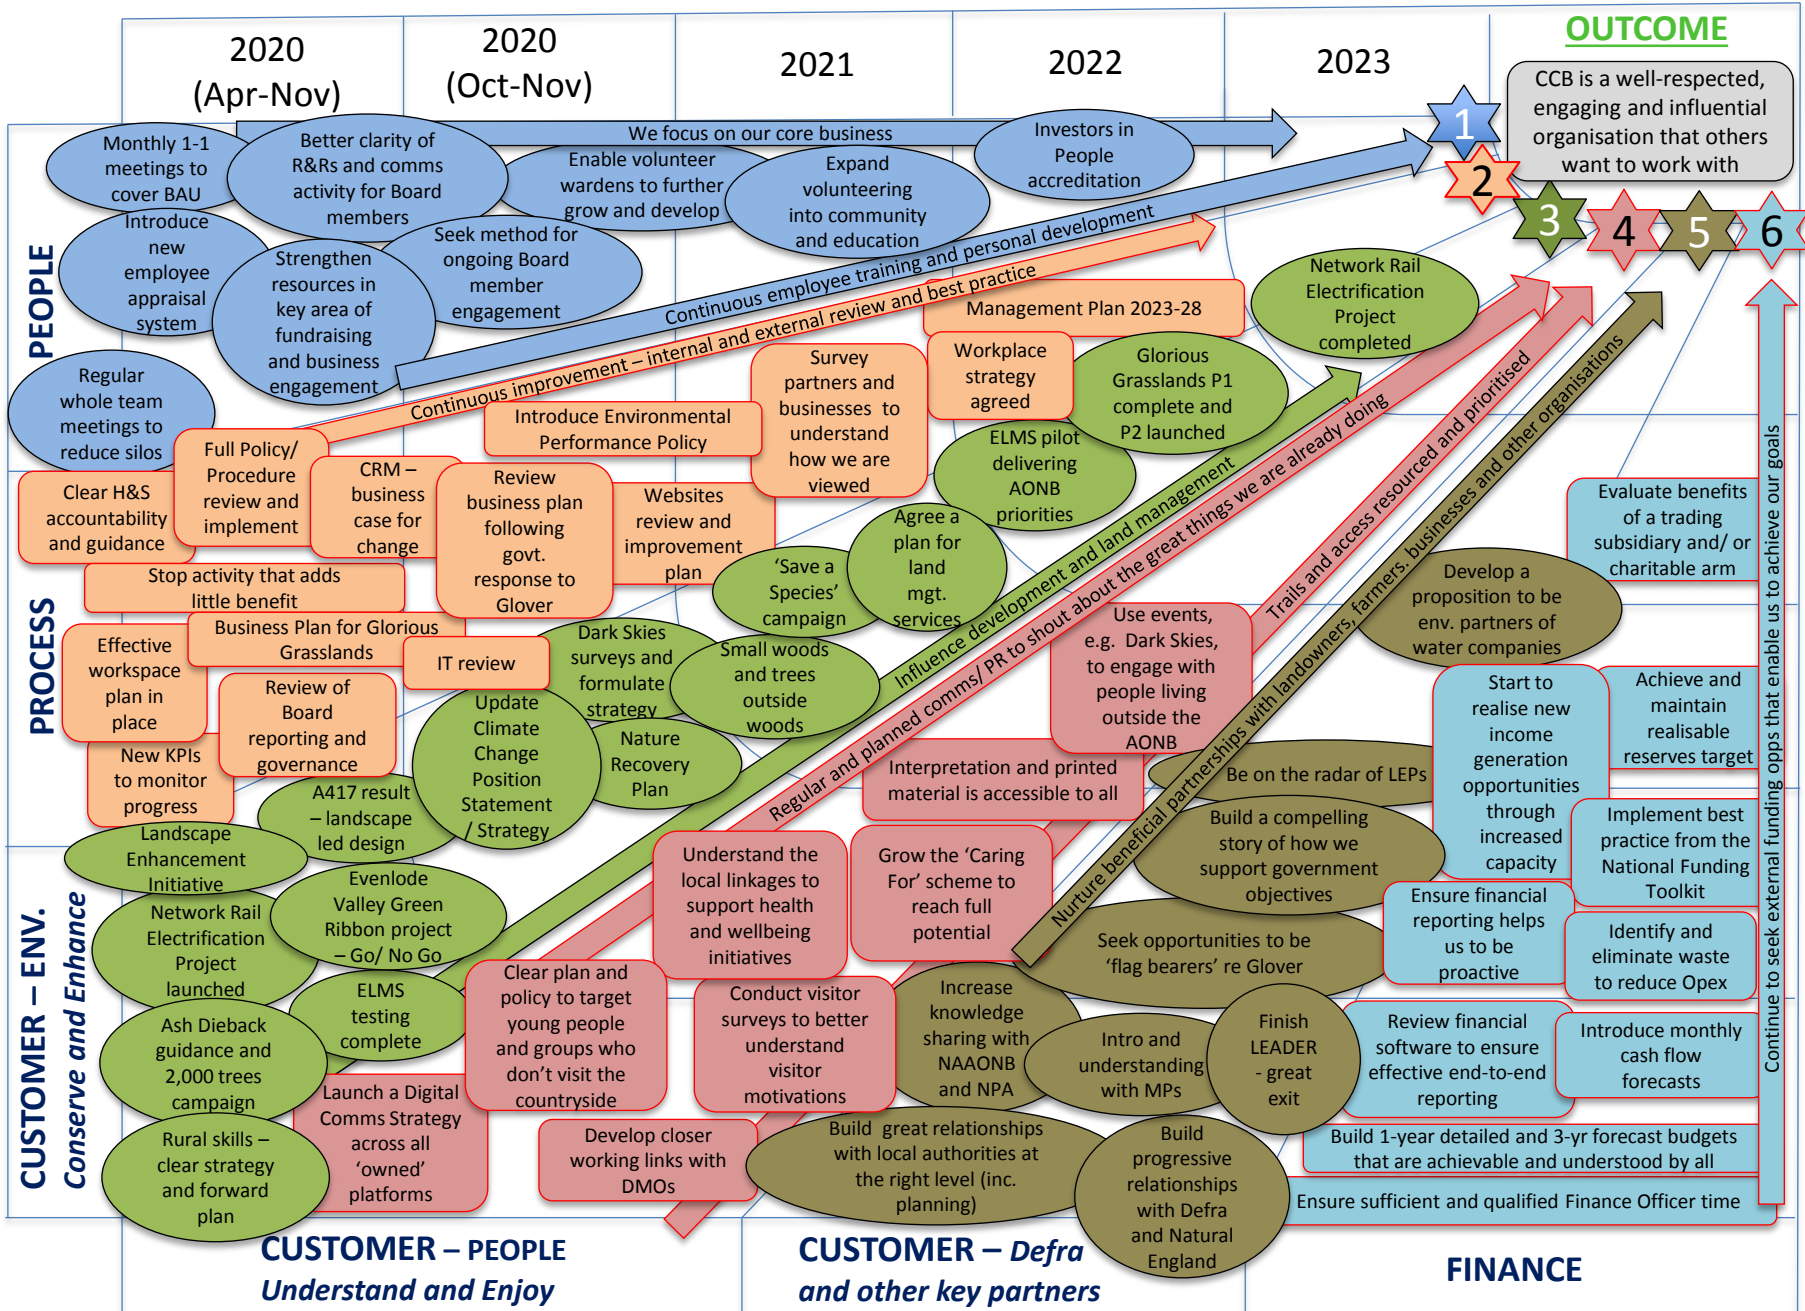 2020
(Apr-Nov)
2020
(Oct-Nov)
2021
2022
2023
OUTCOME
CCB is a well-respected,
engaging and influential
organisation that others
want to work with
1
2
3
4
5
6
PEOPLE
Monthly 1-1
meetings to
cover BAU
Better clarity of
R&Rs and comms
activity for Board
members
We focus on our core business
Enable volunteer
wardens to further
grow and develop
Expand
volunteering
into community
and education
Investors in
People
accreditation
Introduce
new
employee
appraisal
system
Strengthen
resources in
key area of
fundraising
and business
engagement
Seek method for
ongoing Board
member
engagement
Continuous employee training and personal development
Regular
whole team
meetings to
reduce silos
PROCESS
Continuous improvement – internal and external review and best practice
Management Plan 2023-28
Network Rail
Electrification
Project
completed
Survey
partners and
businesses to
understand
how we are
viewed
Workplace
strategy
agreed
Glorious
Grasslands P1
complete and
P2 launched
Introduce Environmental
Performance Policy
Full Policy/
Procedure
review and
implement
CRM –
business
case for
change
Review
business plan
following
govt.
response to
Glover
Websites
review and
improvement
plan
ELMS pilot
delivering
AONB
priorities
Clear H&S
accountability
and guidance
Agree a
plan for
land
mgt.
services
‘Save a
Species’
campaign
Stop activity that adds
little benefit
Business Plan for Glorious
Grasslands
Effective
workspace
plan in
place
IT review
Dark Skies
surveys and
formulate
strategy
Small woods
and trees
outside
woods
Review of
Board
reporting and
governance
New KPIs
to monitor
progress
Update
Climate
Change
Position
Statement
/ Strategy
Nature
Recovery
Plan
Influence development and land management
Regular and planned comms/ PR to shout about the great things we are already doing
Trails and access resourced and prioritised
Nurture beneficial partnerships with landowners, farmers. businesses and other organisations
Continue to seek external funding opps that enable us to achieve our goals
Evaluate benefits
of a trading
subsidiary and/ or
charitable arm
Develop a
proposition to be
env. partners of
water companies
Use events,
e.g. Dark Skies,
to engage with
people living
outside the
AONB
Start to
realise new
income
generation
opportunities
through
increased
capacity
Achieve and
maintain
realisable
reserves target
Interpretation and printed
material is accessible to all
Be on the radar of LEPs
A417 result
– landscape
led design
Landscape
Enhancement
Initiative
Build a compelling
story of how we
support government
objectives
Implement best
practice from the
National Funding
Toolkit
CUSTOMER – ENV.
Conserve and Enhance
Understand the
local linkages to
support health
and wellbeing
initiatives
Grow the ‘Caring
For’ scheme to
reach full
potential
Evenlode
Valley Green
Ribbon project
– Go/ No Go
Network Rail
Electrification
Project
launched
Ensure financial
reporting helps
us to be
proactive
Seek opportunities to be
‘flag bearers’ re Glover
Identify and
eliminate waste
to reduce Opex
Clear plan and
policy to target
young people
and groups who
don’t visit the
countryside
ELMS
testing
complete
Conduct visitor
surveys to better
understand
visitor
motivations
Increase
knowledge
sharing with
NAAONB
and NPA
Intro and
understanding
with MPs
Finish
LEADER
- great
exit
Review financial
software to ensure
effective end-to-end
reporting
Introduce monthly
cash flow
forecasts
Ash Dieback
guidance and
2,000 trees
campaign
Launch a Digital
Comms Strategy
across all
‘owned’
platforms
Rural skills –
clear strategy
and forward
plan
Develop closer
working links with
DMOs
Build great relationships
with local authorities at
the right level (inc.
planning)
Build
progressive
relationships
with Defra
and Natural
England
Build 1-year detailed and 3-yr forecast budgets
that are achievable and understood by all
Ensure sufficient and qualified Finance Officer time
CUSTOMER – PEOPLE
Understand and Enjoy
CUSTOMER – Defra
and other key partners
FINANCE